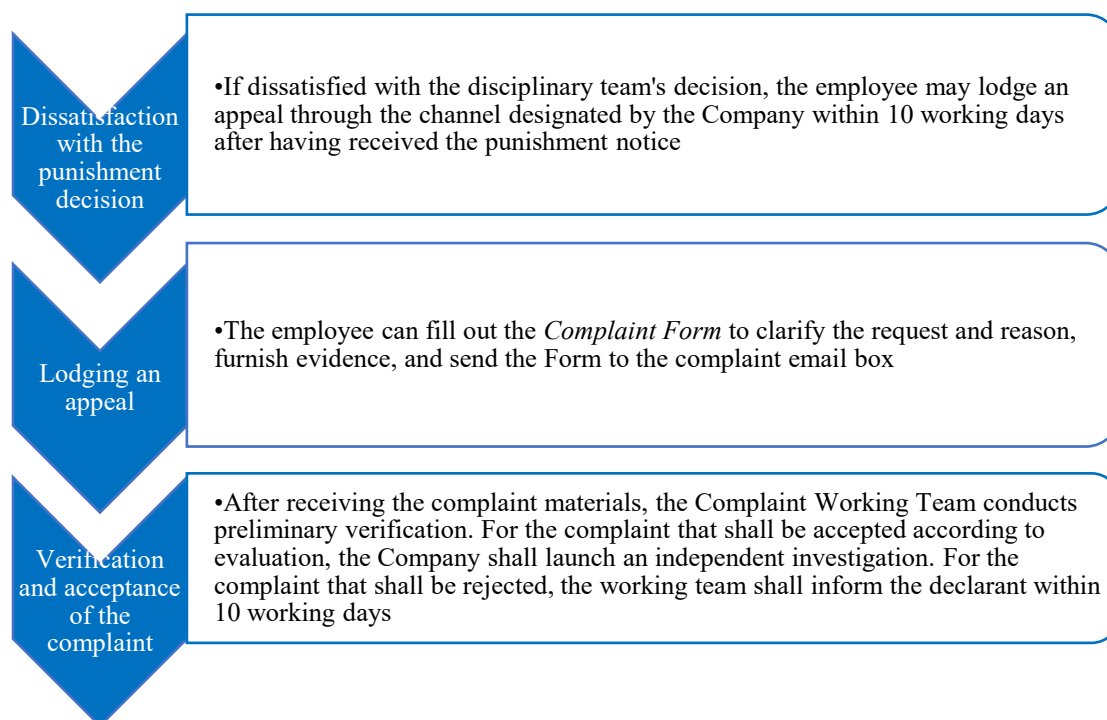 Dissatisfaction
with the
punishment
decision
•If dissatisfied with the disciplinary team's decision, the employee may lodge an
appeal through the channel designated by the Company within 10 working days
after having received the punishment notice
Lodging an
appeal
•The employee can fill out the Complaint Form to clarify the request and reason,
furnish evidence, and send the Form to the complaint email box
Verification
and acceptance
of the
complaint
•After receiving the complaint materials, the Complaint Working Team conducts
preliminary verification. For the complaint that shall be accepted according to
evaluation, the Company shall launch an independent investigation. For the
complaint that shall be rejected, the working team shall inform the declarant within
10 working days